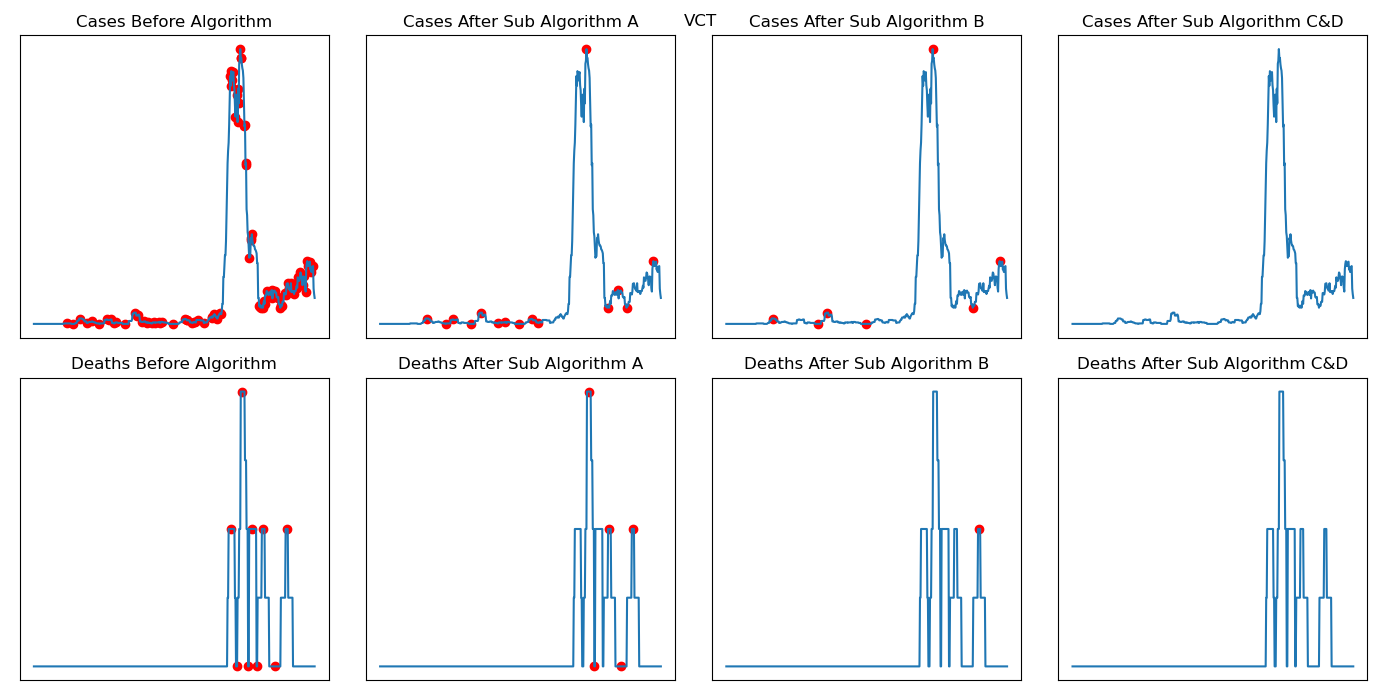 VCT
Cases Before Algorithm
Cases After Sub Algorithm A
Cases After Sub Algorithm B
Cases After Sub Algorithm C&D
Deaths Before Algorithm
Deaths After Sub Algorithm A
Deaths After Sub Algorithm B
Deaths After Sub Algorithm C&D